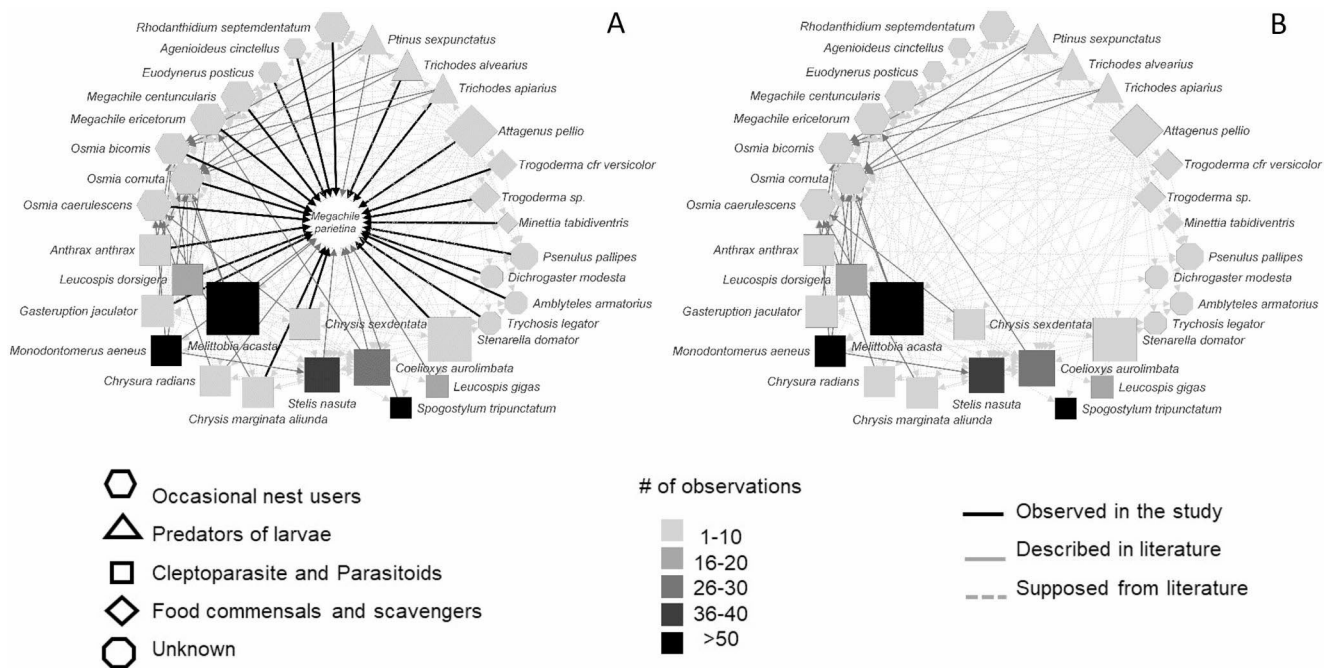 A
Rhodanthidium septemdentatum
Agenioideus cinctellus
Euodynerus posticus
Megachile centuncularis
Megachile ericetorum
Osmia bicornis
Osmia cornuta
Osmia caerulescens
Anthrax anthrax
Leucospis dorsigera
Gasteruption jaculator
Monodontomerus aeneus
Melittobia acasta
Chrysura radians
Chrysis marginata aliunda
Chrysis sexdentata
Stelis nasuta
Coelioxys aurolimbata
Leucospis gigas
Spogostylum tripunctatum
Stenarella domator
Trychosis legator
Amblyteles armatorius
Dichrogaster modesta
Psenulus pallipes
Minettia tabidiventris
Trogoderma sp.
Trogoderma cfr versicolor
Attagenus pellio
Trichodes apiarius
Trichodes alvearius
Ptinus sexpunctatus
Megachile
parietina
B
Rhodanthidium septemdentatum
Agenioideus cinctellus
Euodynerus posticus
Megachile centuncularis
Megachile ericetorum
Osmia bicornis
Osmia cornuta
Osmia caerulescens
Anthrax anthrax
Leucospis dorsigera
Gasteruption jaculator
Monodontomerus aeneus
Melittobia acasta
Chrysura radians
Chrysis marginata aliunda
Chrysis sexdentata
Stelis nasuta
Coelioxys aurolimbata
Leucospis gigas
Spogostylum tripunctatum
Stenarella domator
Trychosis legator
Amblyteles armatorius
Dichrogaster modesta
Psenulus pallipes
Minettia tabidiventris
Trogoderma sp.
Trogoderma cfr versicolor
Attagenus pellio
Trichodes apiarius
Trichodes alvearius
Ptinus sexpunctatus
Occasional nest users
Predators of larvae
Cleptoparasite and Parasitoids
Food commensals and scavengers
Unknown
# of observations
1-10
16-20
26-30
36-40
>50
Observed in the study
Described in literature
Supposed from literature